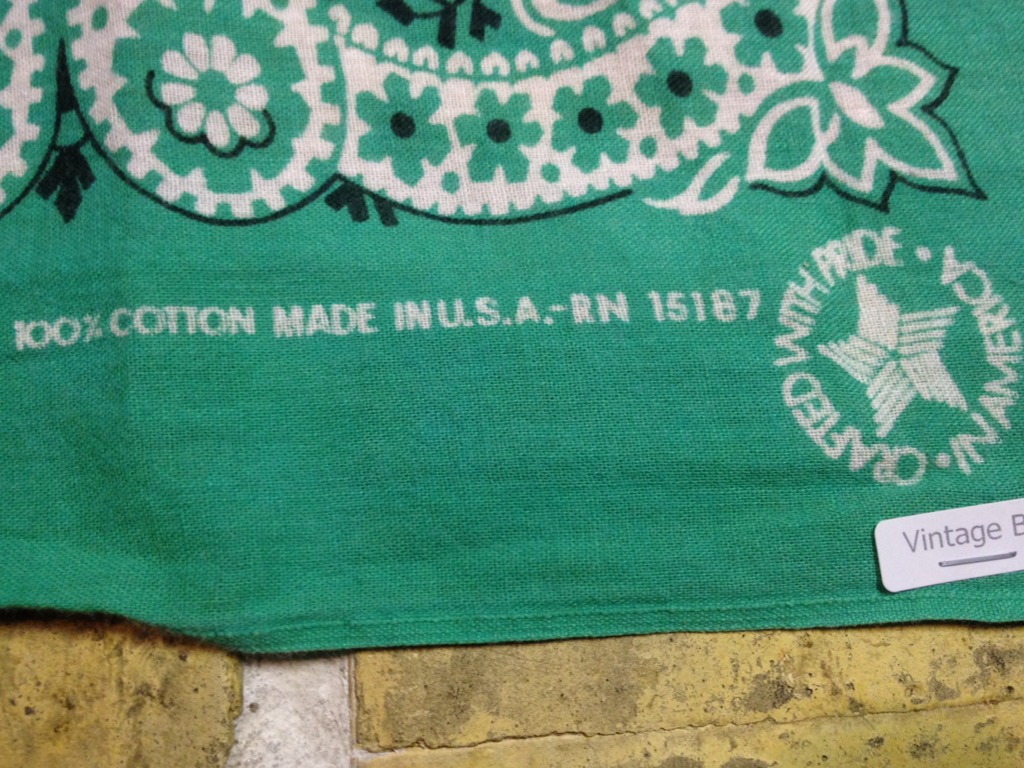 100% COTTON MADE IN U.S.A.-RN 15187
CRAFTED WITH PRIDE • IN AMERICA •
Vintage B